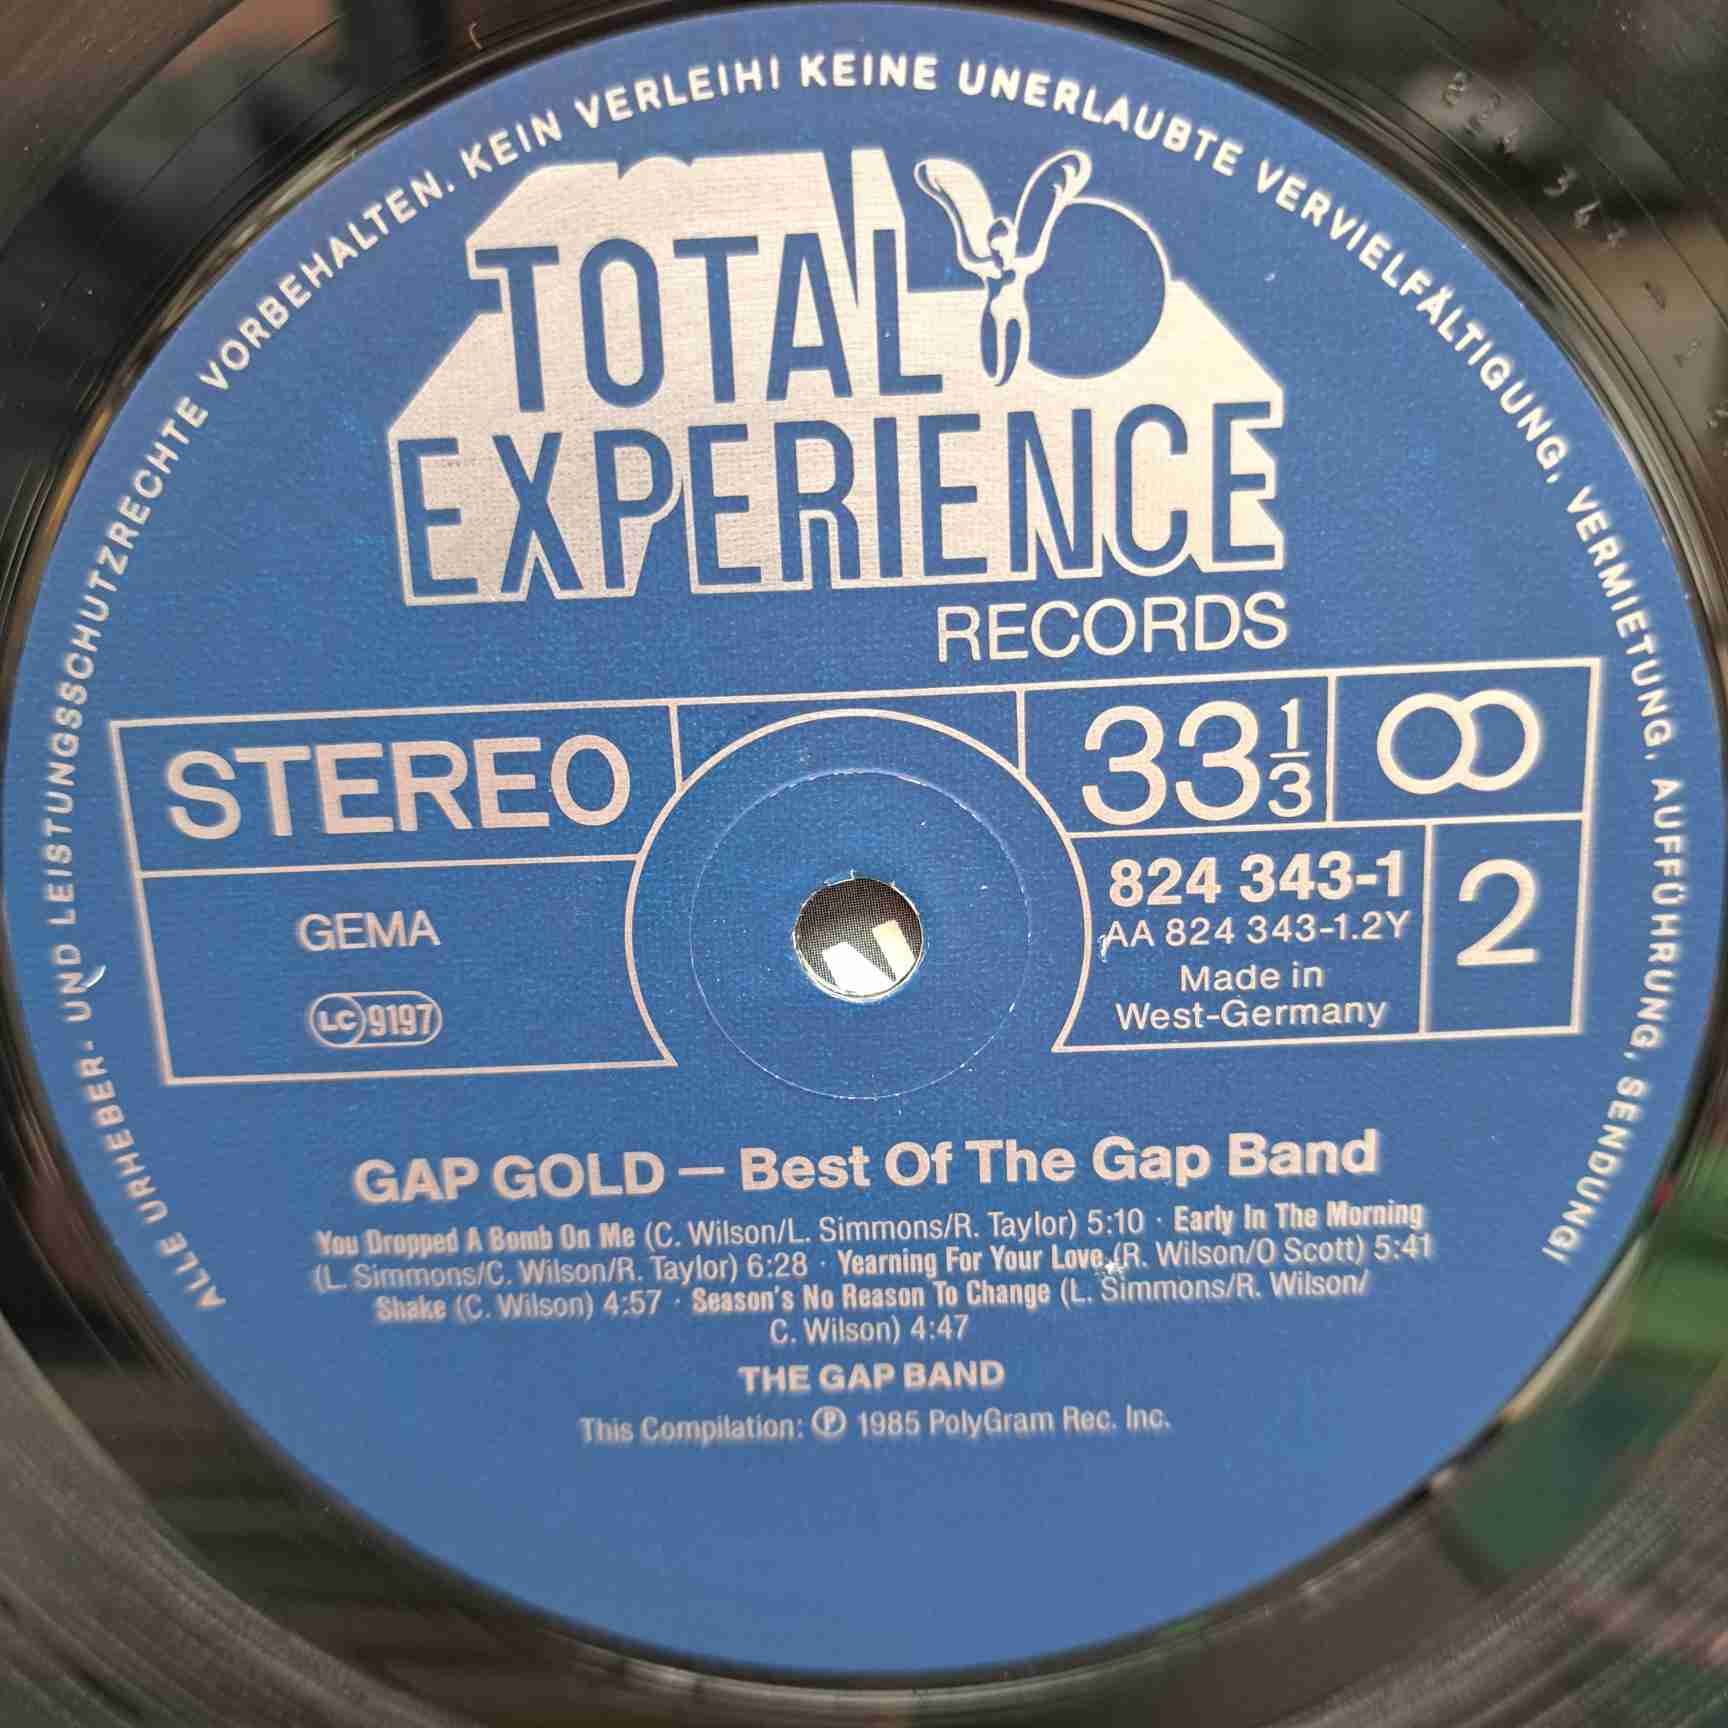 ALLE URHEBER- UND LEISTUNGSSCHUTZRECHTE VORBEHALTEN. KEIN VERLEIH! KEINE UNERLAUBTE VERVIELFÄLTIGUNG, VERMIETUNG, AUFFÜHRUNG, SENDUNG!
TOTAL
EXPERIENCE
RECORDS
STEREO
33 1/3
GEMA
LC 9197
824 343-1
AA 824 343-1.2Y
Made in
West-Germany
2
GAP GOLD – Best Of The Gap Band
You Dropped A Bomb On Me (C. Wilson/L. Simmons/R. Taylor) 5:10 · Early In The Morning
(L. Simmons/C. Wilson/R. Taylor) 6:28 · Yearning For Your Love (R. Wilson/O Scott) 5:41
Shake (C. Wilson) 4:57 · Season's No Reason To Change (L. Simmons/R. Wilson/
C. Wilson) 4:47
THE GAP BAND
This Compilation: ℗ 1985 PolyGram Rec. Inc.